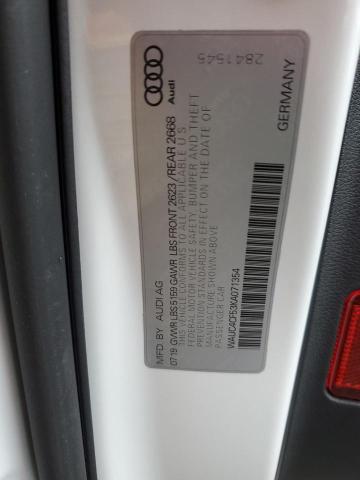 MFD. BY AUDI AG
07/19 GVWR LBS 5159 GAWR LBS FRONT 2623 / REAR 2668
THIS VEHICLE CONFORMS TO ALL APPLICABLE U S
FEDERAL MOTOR VEHICLE SAFETY, BUMPER AND THEFT
PREVENTION STANDARDS IN EFFECT ON THE DATE OF
MANUFACTURE SHOWN ABOVE
PASSENGER CAR
WAUC4CF53KA071354
GERMANY
Audi
2841545